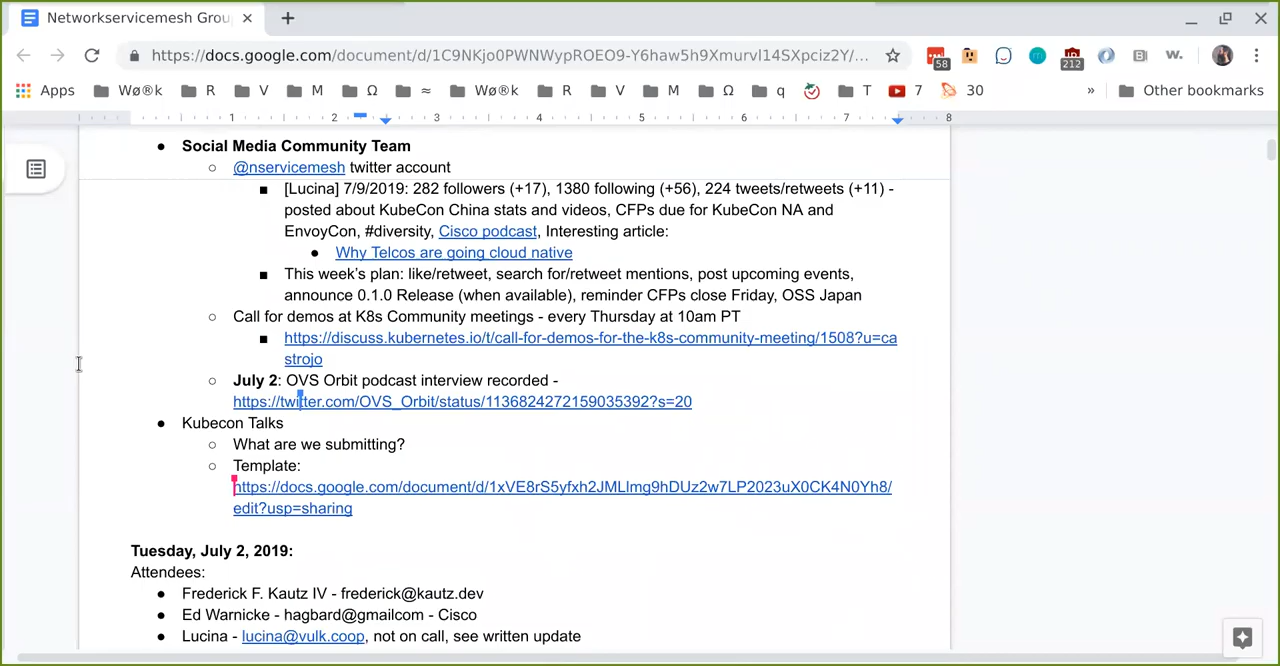 Networkservicemesh Grou
https://docs.google.com/document/d/1C9NKjo0PWNWypROEO9-Y6haw5h9XmurvI14SXpciz2Y/...
58
212
Apps Wø®k R V M Ω ≈ Wø®k R V M Ω q T 7 30 » Other bookmarks
1 2 3 4 5 6 7 8
● Social Media Community Team
○ @nservicemesh twitter account
■ [Lucina] 7/9/2019: 282 followers (+17), 1380 following (+56), 224 tweets/retweets (+11) -
posted about KubeCon China stats and videos, CFPs due for KubeCon NA and
EnvoyCon, #diversity, Cisco podcast, Interesting article:
● Why Telcos are going cloud native
■ This week's plan: like/retweet, search for/retweet mentions, post upcoming events,
announce 0.1.0 Release (when available), reminder CFPs close Friday, OSS Japan
○ Call for demos at K8s Community meetings - every Thursday at 10am PT
■ https://discuss.kubernetes.io/t/call-for-demos-for-the-k8s-community-meeting/1508?u=ca
strojo
○ July 2: OVS Orbit podcast interview recorded -
https://twitter.com/OVS_Orbit/status/1136824272159035392?s=20
● Kubecon Talks
○ What are we submitting?
○ Template:
https://docs.google.com/document/d/1xVE8rS5yfxh2JMLlmg9hDUz2w7LP2023uX0CK4N0Yh8/
edit?usp=sharing
Tuesday, July 2, 2019:
Attendees:
● Frederick F. Kautz IV - frederick@kautz.dev
● Ed Warnicke - hagbard@gmailcom - Cisco
● Lucina - lucina@vulk.coop, not on call, see written update